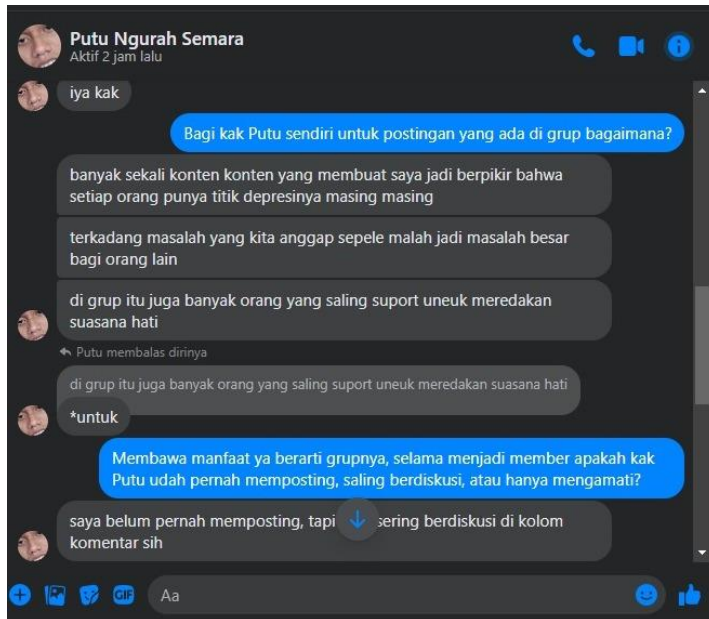 Putu Ngurah Semara
Aktif 2 jam lalu
iya kak
Bagi kak Putu sendiri untuk postingan yang ada di grup bagaimana?
banyak sekali konten konten yang membuat saya jadi berpikir bahwa
setiap orang punya titik depresinya masing masing
terkadang masalah yang kita anggap sepele malah jadi masalah besar
bagi orang lain
di grup itu juga banyak orang yang saling suport uneuk meredakan
suasana hati
Putu membalas dirinya
di grup itu juga banyak orang yang saling suport uneuk meredakan suasana hati
*untuk
Membawa manfaat ya berarti grupnya, selama menjadi member apakah kak
Putu udah pernah memposting, saling berdiskusi, atau hanya mengamati?
saya belum pernah memposting, tapi sering berdiskusi di kolom
komentar sih
GIF
Aa